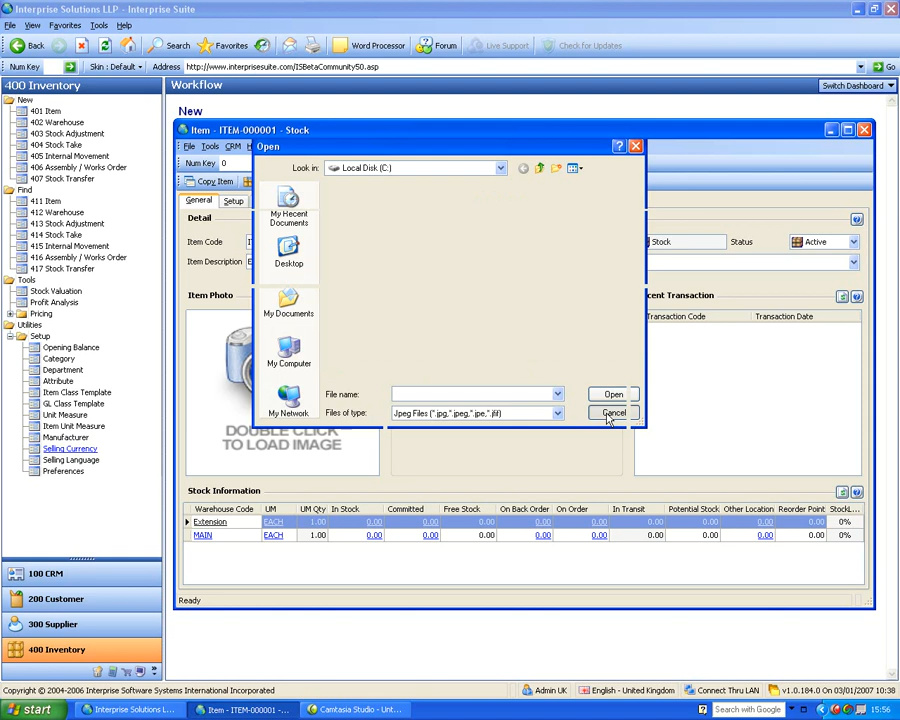 Interprise Solutions LLP - Interprise Suite
File View Favorites Tools Help
Back Search Favorites Word Processor Forum Live Support Check for Updates
Num Key Skin : Default Address http://www.interprisesuite.com/ISBetaCommunity50.asp Go
400 Inventory
Workflow
Switch Dashboard
New
401 Item
402 Warehouse
403 Stock Adjustment
404 Stock Take
405 Internal Movement
406 Assembly / Works Order
407 Stock Transfer
Find
411 Item
412 Warehouse
413 Stock Adjustment
414 Stock Take
415 Internal Movement
416 Assembly / Works Order
417 Stock Transfer
Tools
Stock Valuation
Profit Analysis
Pricing
Utilities
Setup
Opening Balance
Category
Department
Attribute
Item Class Template
GL Class Template
Unit Measure
Item Unit Measure
Manufacturer
Selling Currency
Selling Language
Preferences
100 CRM
200 Customer
300 Supplier
400 Inventory
New
Item - ITEM-000001 - Stock
File Tools CRM H
Num Key 0
Copy Item
General Setup
Detail
Item Code
Stock Status Active
Item Description
Item Photo
cent Transaction
Transaction Code Transaction Date
DOUBLE CLICK
TO LOAD IMAGE
Open
Look in: Local Disk (C:)
My Recent
Documents
Desktop
My Documents
My Computer
My Network
File name: Open
Files of type: Jpeg Files (*.jpg,*.jpeg,*.jpe,*.jfif) Cancel
Stock Information
Warehouse Code UM UM Qty In Stock Committed Free Stock On Back Order On Order In Transit Potential Stock Other Location Reorder Point StockL...
Extension EACH 1.00 0.00 0.00 0.00 0.00 0.00 0.00 0.00 0.00 0.00 0%
MAIN EACH 1.00 0.00 0.00 0.00 0.00 0.00 0.00 0.00 0.00 0.00 0%
Ready
Copyright © 2004-2006 Interprise Software Systems International Incorporated
Admin UK English - United Kingdom Connect Thru LAN v1.0.184.0 On 03/01/2007 10:38
start Interprise Solutions L... Item - ITEM-000001 -... Camtasia Studio - Unt... Search with Google 15:56